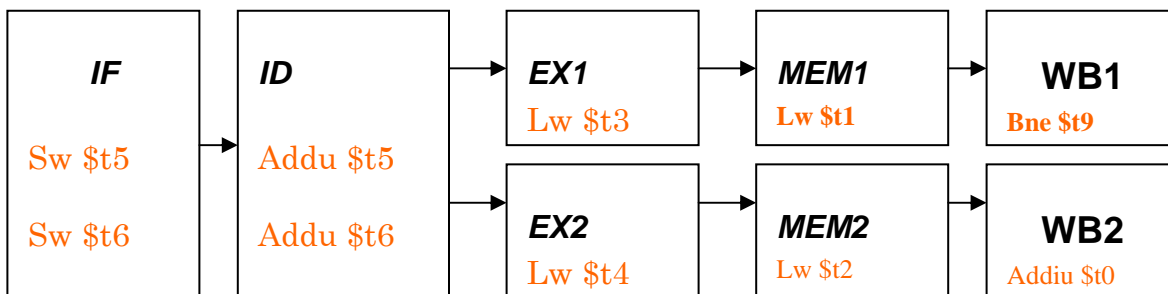 IF
Sw $t5
Sw $t6
ID
Addu $t5
Addu $t6
EX1
Lw $t3
MEM1
Lw $t1
WB1
Bne $t9
EX2
Lw $t4
MEM2
Lw $t2
WB2
Addiu $t0